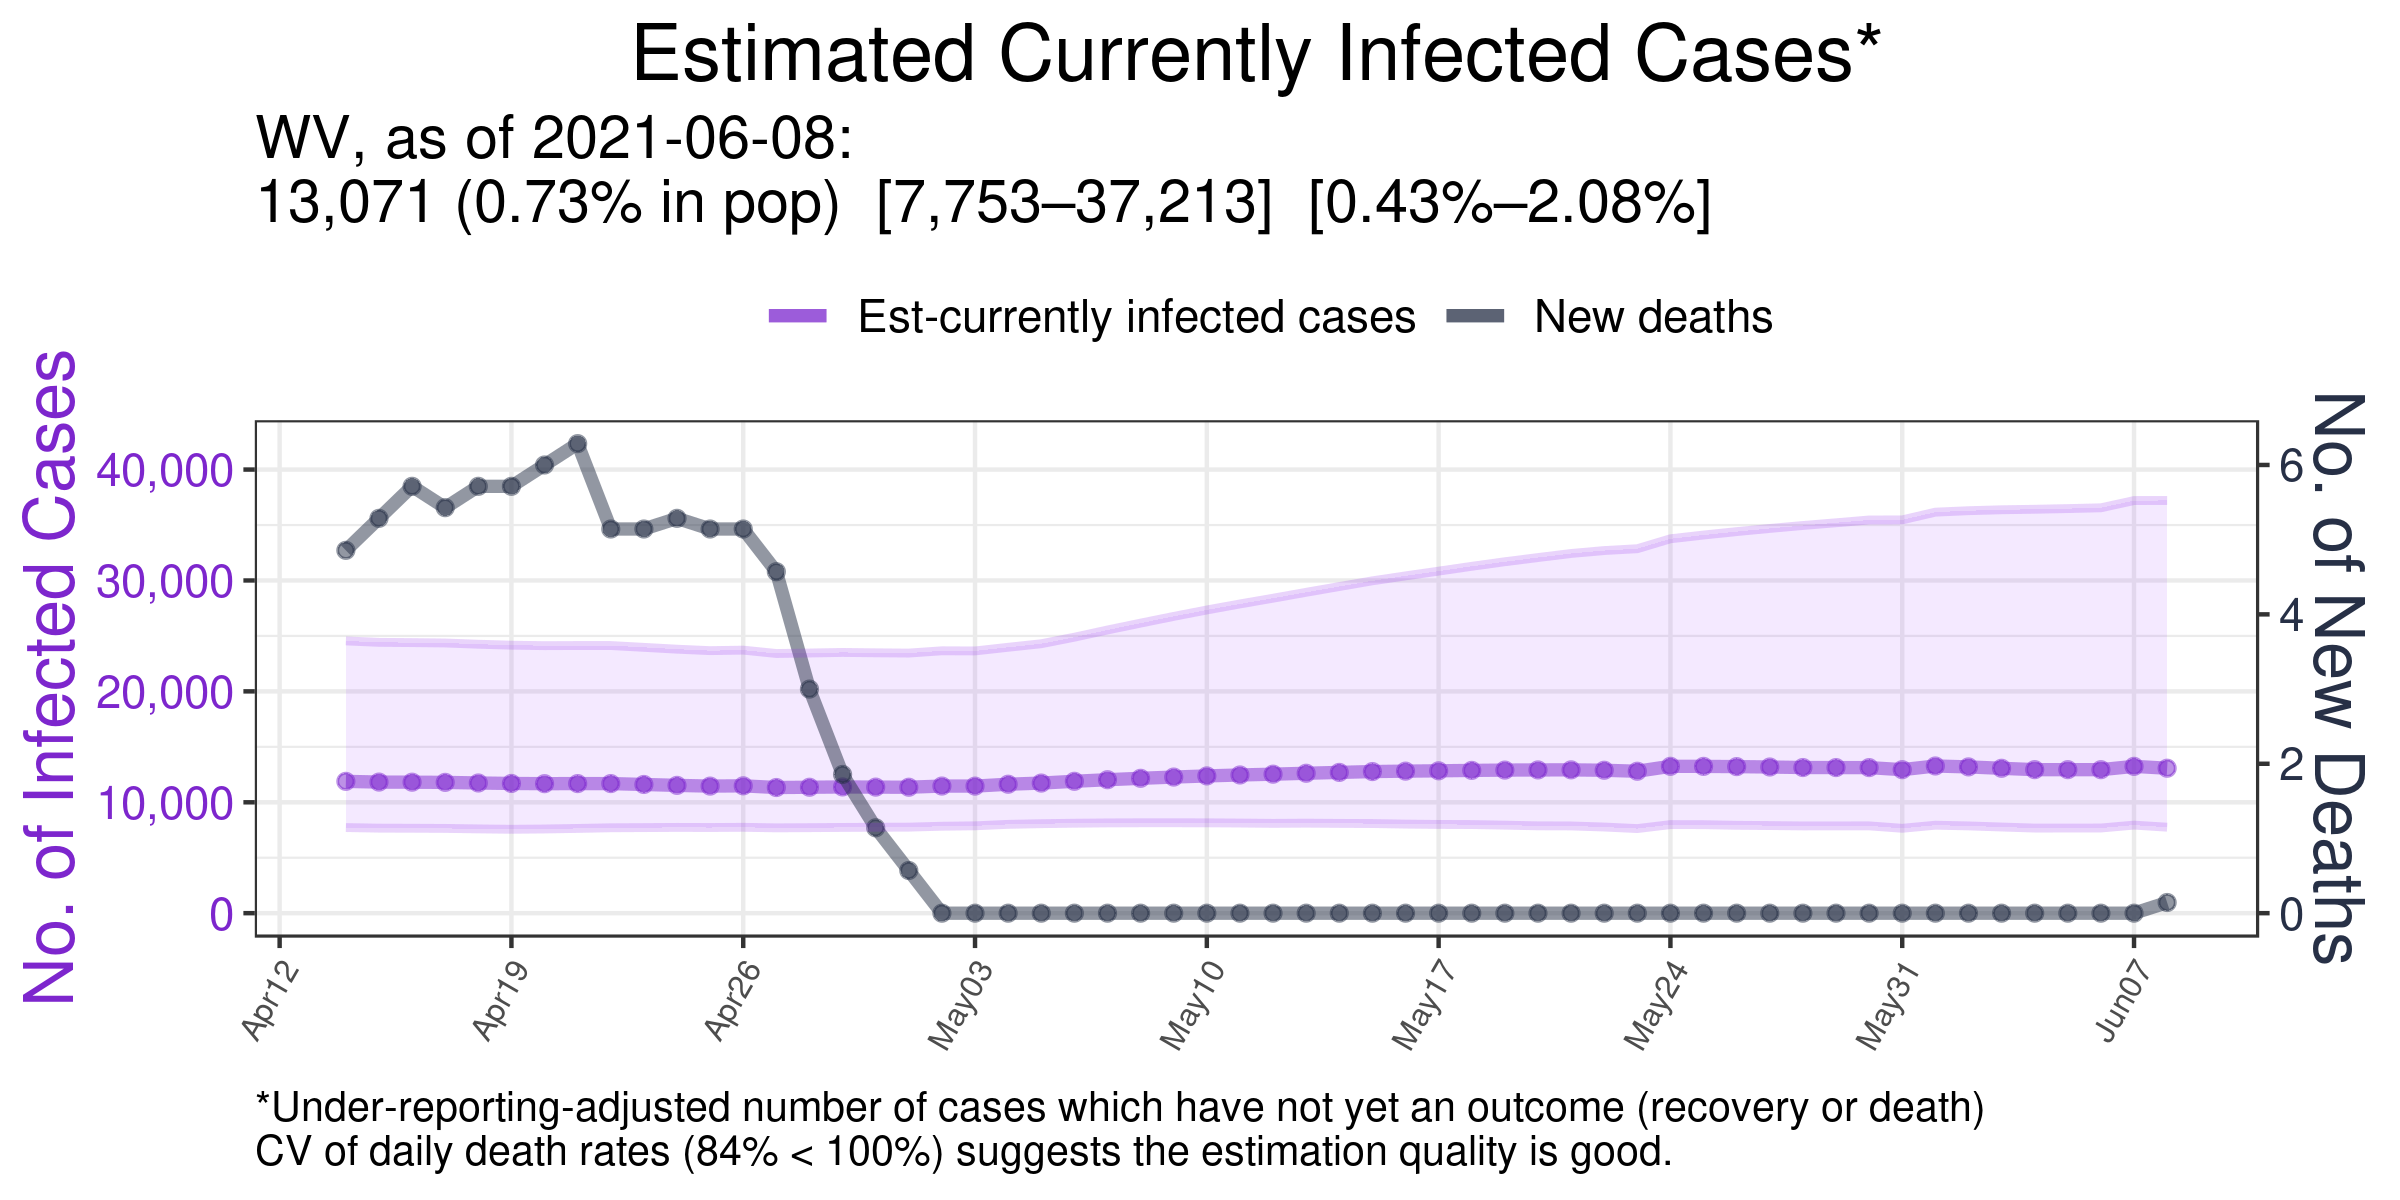 Estimated Currently Infected Cases*
WV, as of 2021-06-08:
13,071 (0.73% in pop)  [7,753–37,213]  [0.43%–2.08%]
Est-currently infected cases
New deaths
No. of Infected Cases
40,000
30,000
20,000
10,000
0
No. of New Deaths
6
4
2
0
Apr12
Apr19
Apr26
May03
May10
May17
May24
May31
Jun07
*Under-reporting-adjusted number of cases which have not yet an outcome (recovery or death)
CV of daily death rates (84% < 100%) suggests the estimation quality is good.